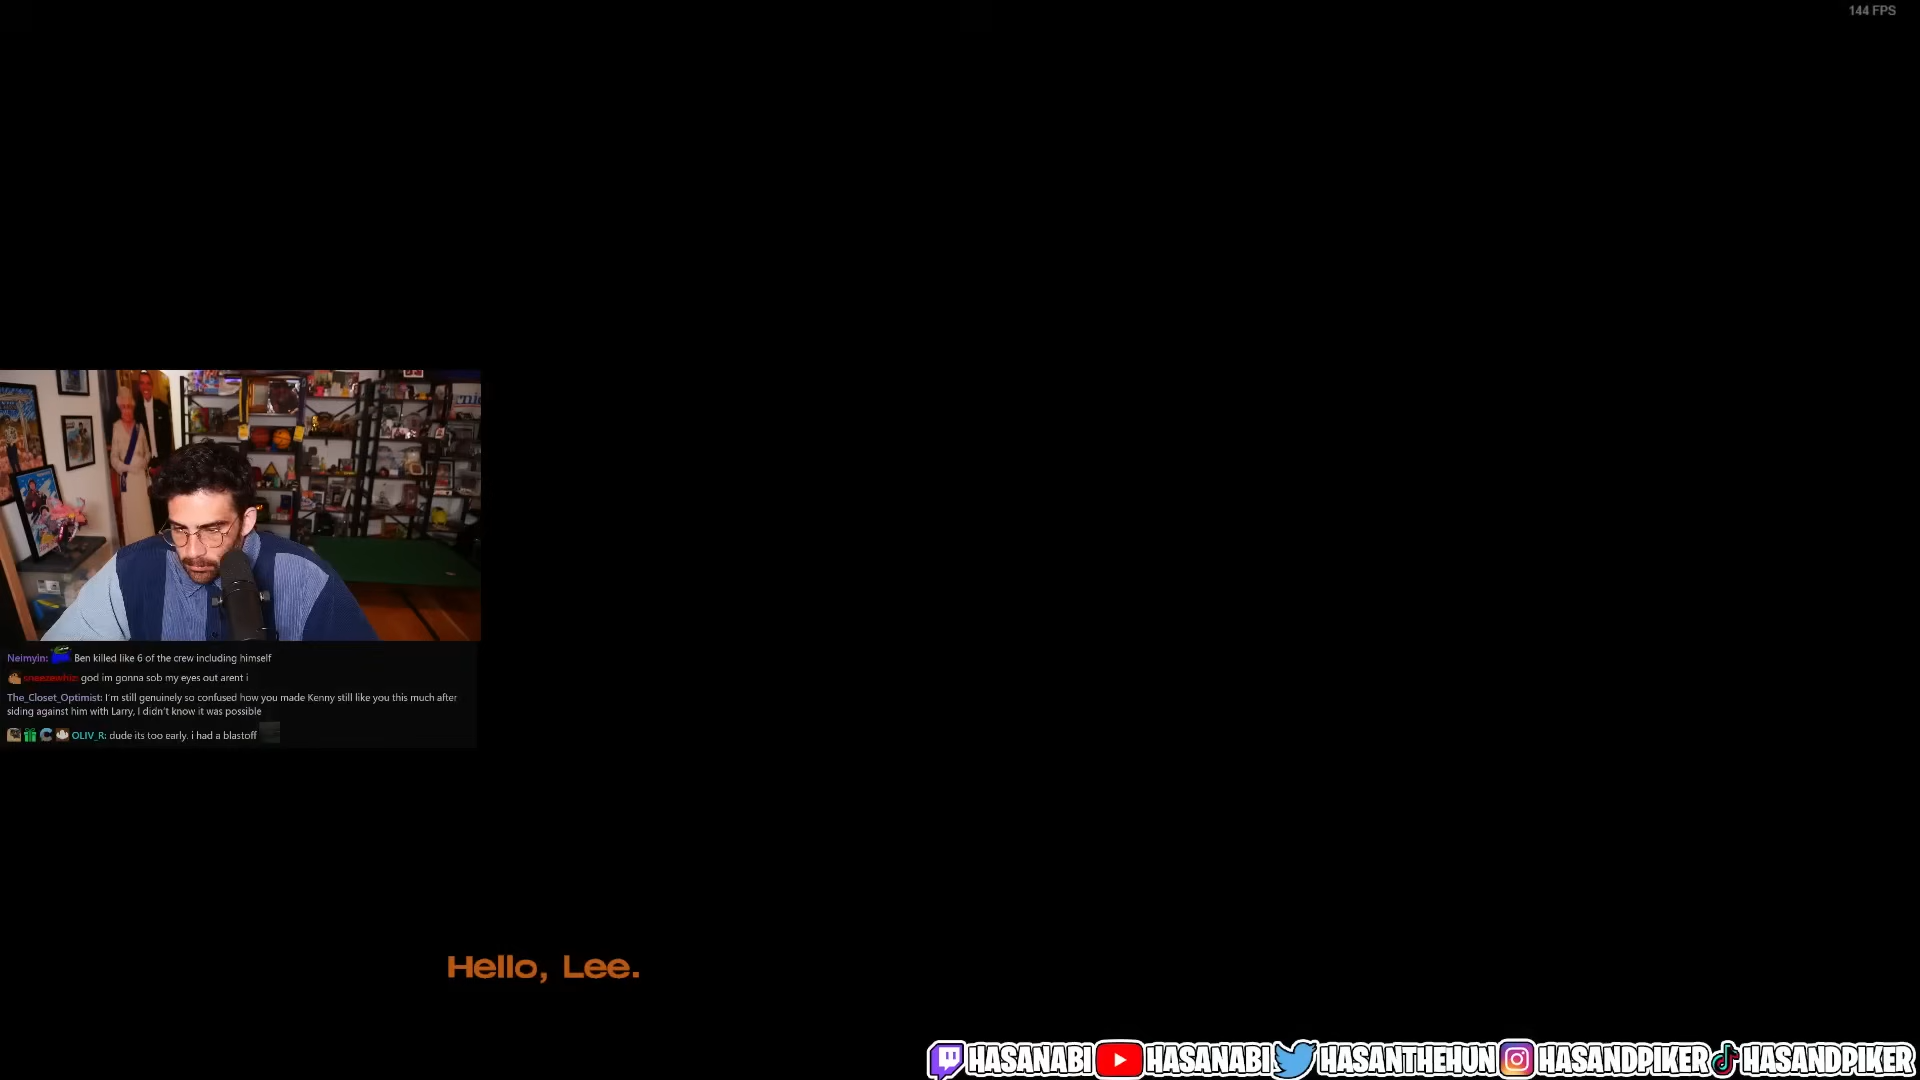 144 FPS
Neimyin: Ben killed like 6 of the crew including himself
sneezewhiz: god im gonna sob my eyes out arent i
The_Closet_Optimist: I'm still genuinely so confused how you made Kenny still like you this much after
siding against him with Larry, I didn't know it was possible
OLIV_R: dude its too early. i had a blastoff
Hello, Lee.
HASANABI HASANABI HASANTHEHUN HASANDPIKER HASANDPIKER